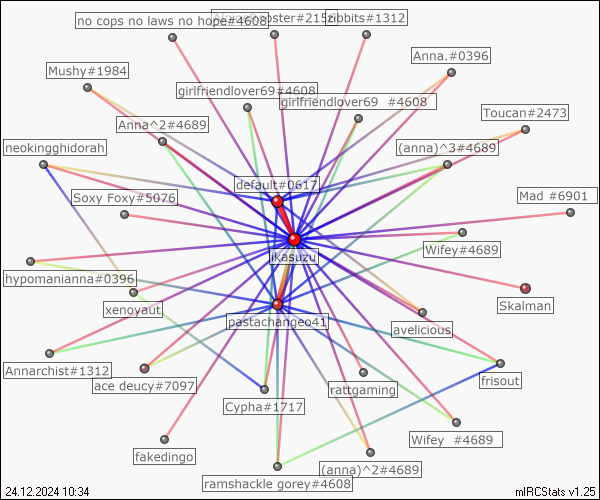 no cops no laws no hope#4608
zibbits#1312
Anna.#0396
Mushy#1984
girlfriendlover69#4608
girlfriendlover69 #4608
Toucan#2473
Anna^2#4689
neokingghidorah
(anna)^3#4689
default#0617
Soxy Foxy#5076
Mad #6901
Wifey#4689
ikasuzu
hypomanianna#0396
xenoyaut
Skalman
pastachangeo41
avelicious
Annarchist#1312
ace deucy#7097
rattgaming
frisout
Cypha#1717
Wifey #4689
fakedingo
(anna)^2#4689
ramshackle gorey#4608
24.12.2024 10:34
mIRCStats v1.25